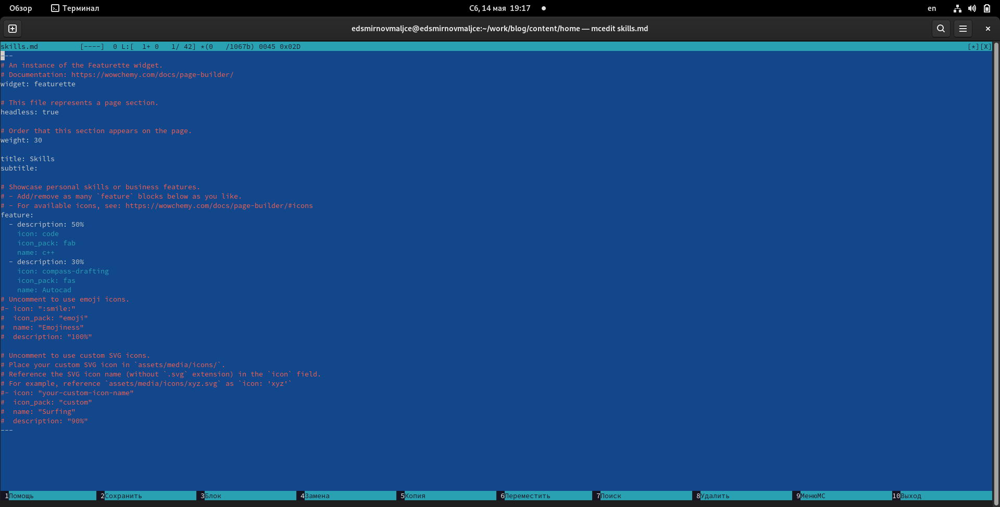 Обзор Терминал Сб, 14 мая 19:17 en
edsmirnovmaljce@edsmirnovmaljce:~/work/blog/content/home — mcedit skills.md
skills.md [----] 0 L:[ 1+ 0 1/ 42] *(0 /1067b) 0045 0x02D [*][X]
---
# An instance of the Featurette widget.
# Documentation: https://wowchemy.com/docs/page-builder/
widget: featurette

# This file represents a page section.
headless: true

# Order that this section appears on the page.
weight: 30

title: Skills
subtitle:

# Showcase personal skills or business features.
# - Add/remove as many `feature` blocks below as you like.
# - For available icons, see: https://wowchemy.com/docs/page-builder/#icons
feature:
  - description: 50%
    icon: code
    icon_pack: fab
    name: c++
  - description: 30%
    icon: compass-drafting
    icon_pack: fas
    name: Autocad
# Uncomment to use emoji icons.
#- icon: ":smile:"
#  icon_pack: "emoji"
#  name: "Emojiness"
#  description: "100%"

# Uncomment to use custom SVG icons.
# Place your custom SVG icon in `assets/media/icons/`.
# Reference the SVG icon name (without `.svg` extension) in the `icon` field.
# For example, reference `assets/media/icons/xyz.svg` as `icon: 'xyz'`
#- icon: "your-custom-icon-name"
#  icon_pack: "custom"
#  name: "Surfing"
#  description: "90%"
---
1Помощь 2Сохранить 3Блок 4Замена 5Копия 6Переместить 7Поиск 8Удалить 9МенюMC 10Выход